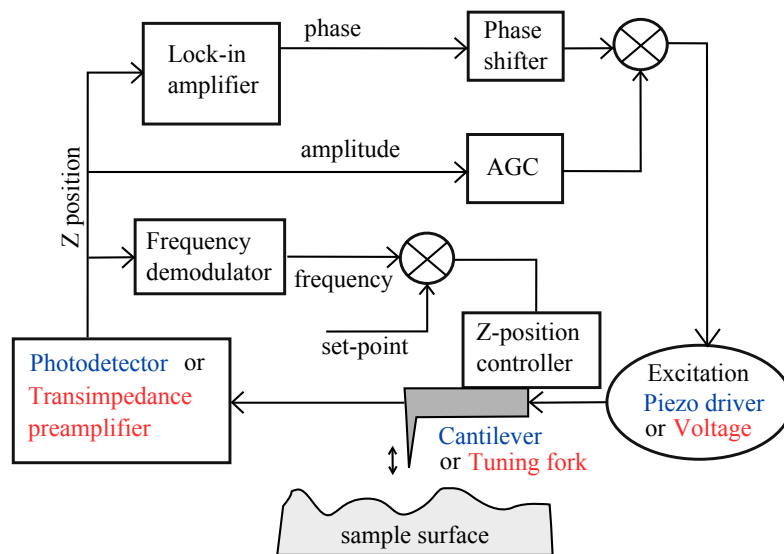 phase
Lock-in
amplifier
Phase
shifter
Z position
amplitude
AGC
Frequency
demodulator
frequency
set-point
Z-position
controller
Photodetector or
Transimpedance
preamplifier
Excitation
Piezo driver
or Voltage
Cantilever
or Tuning fork
sample surface